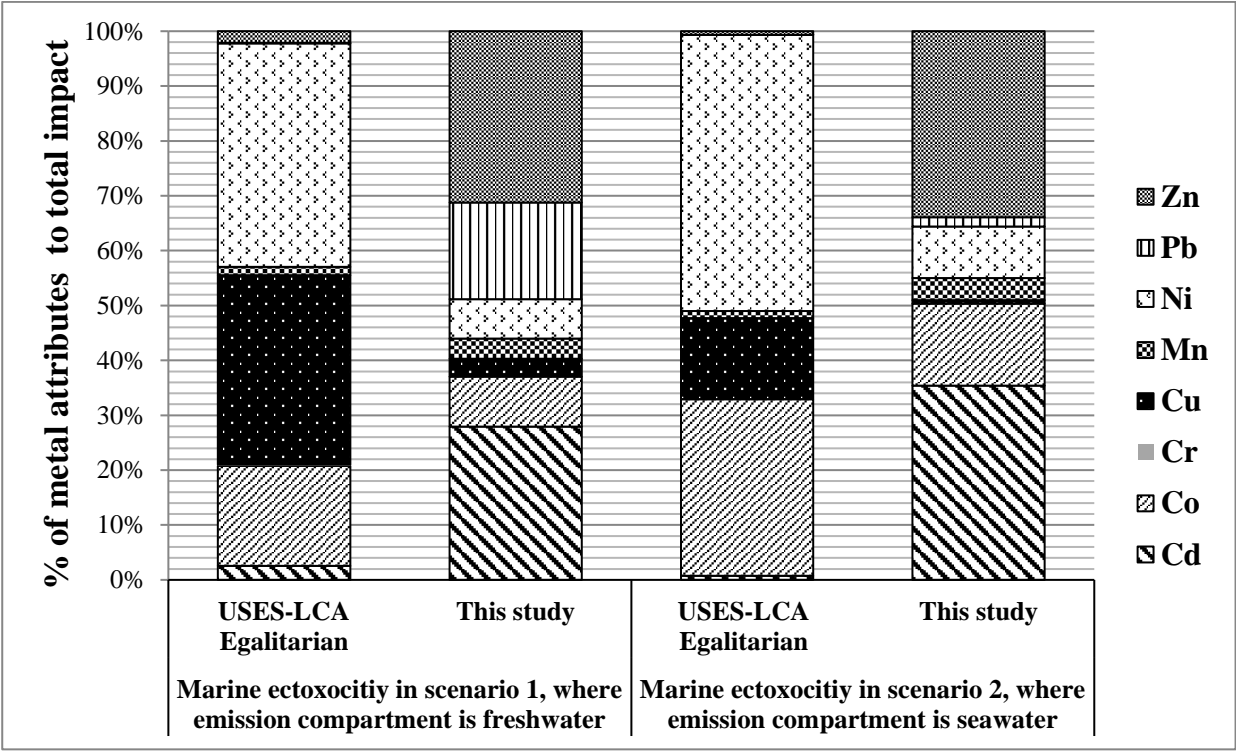 % of metal attributes to total impact
100%
90%
80%
70%
60%
50%
40%
30%
20%
10%
0%
USES-LCA
Egalitarian
This study
USES-LCA
Egalitarian
This study
Marine ectoxocitiy in scenario 1, where
emission compartment is freshwater
Marine ectoxocitiy in scenario 2, where
emission compartment is seawater
Zn
Pb
Ni
Mn
Cu
Cr
Co
Cd